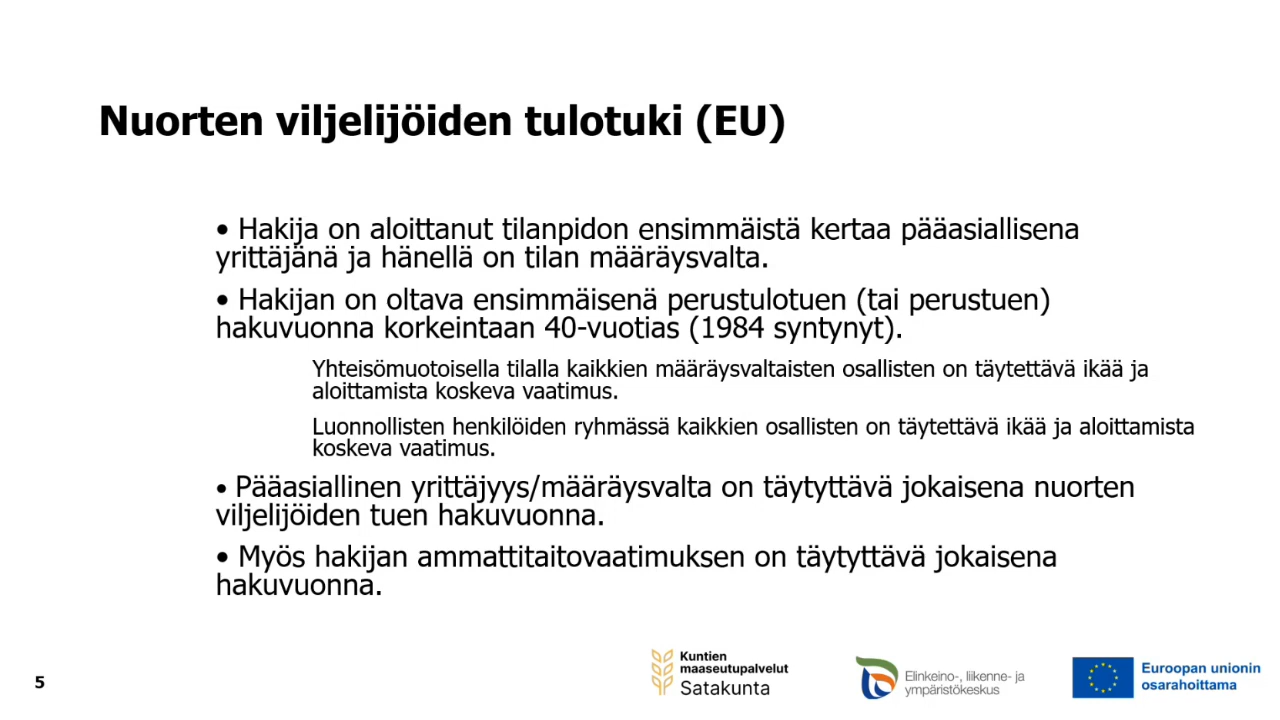 Nuorten viljelijöiden tulotuki (EU)
• Hakija on aloittanut tilanpidon ensimmäistä kertaa pääasiallisena
yrittäjänä ja hänellä on tilan määräysvalta.
• Hakijan on oltava ensimmäisenä perustulotuen (tai perustuen)
hakuvuonna korkeintaan 40-vuotias (1984 syntynyt).
Yhteisömuotoisella tilalla kaikkien määräysvaltaisten osallisten on täytettävä ikää ja
aloittamista koskeva vaatimus.
Luonnollisten henkilöiden ryhmässä kaikkien osallisten on täytettävä ikää ja aloittamista
koskeva vaatimus.
• Pääasiallinen yrittäjyys/määräysvalta on täytyttävä jokaisena nuorten
viljelijöiden tuen hakuvuonna.
• Myös hakijan ammattitaitovaatimuksen on täytyttävä jokaisena
hakuvuonna.
5
Kuntien
maaseutupalvelut
Satakunta
Elinkeino-, liikenne- ja
ympäristökeskus
Euroopan unionin
osarahoittama